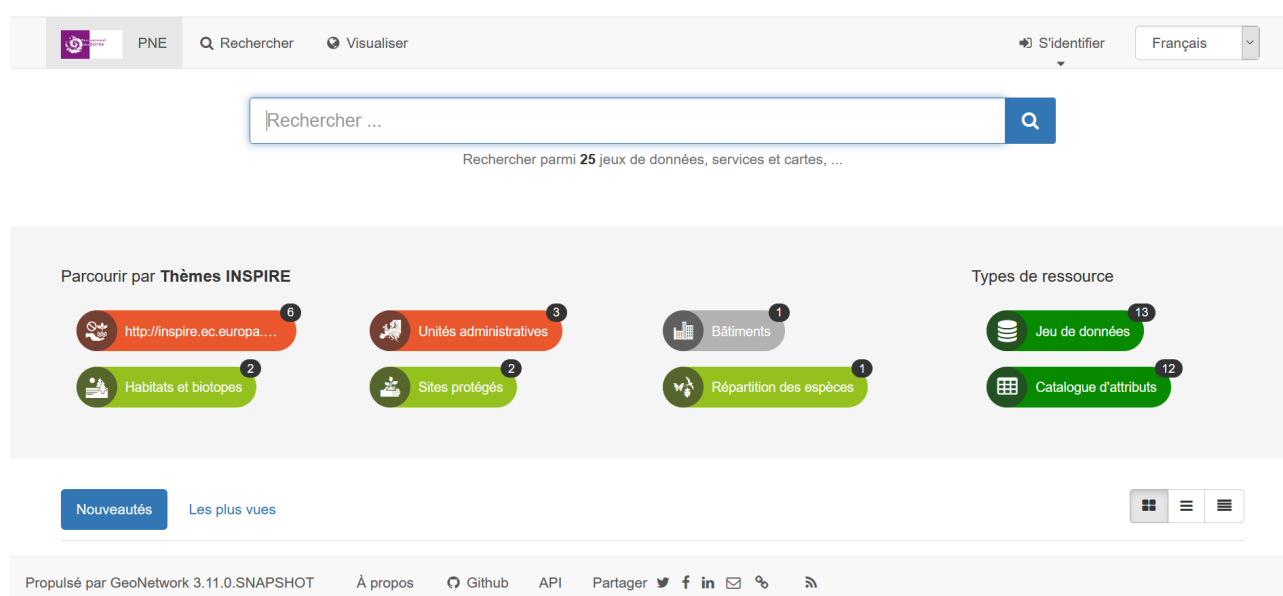 PNE Rechercher Visualiser S'identifier Français
Rechercher ...
Rechercher parmi 25 jeux de données, services et cartes, ...
Parcourir par Thèmes INSPIRE Types de ressource
6 3 1 13
http://inspire.ec.europa.... Unités administratives Bâtiments Jeu de données
2 2 1 12
Habitats et biotopes Sites protégés Répartition des espèces Catalogue d'attributs
Nouveautés Les plus vues
Propulsé par GeoNetwork 3.11.0.SNAPSHOT À propos Github API Partager